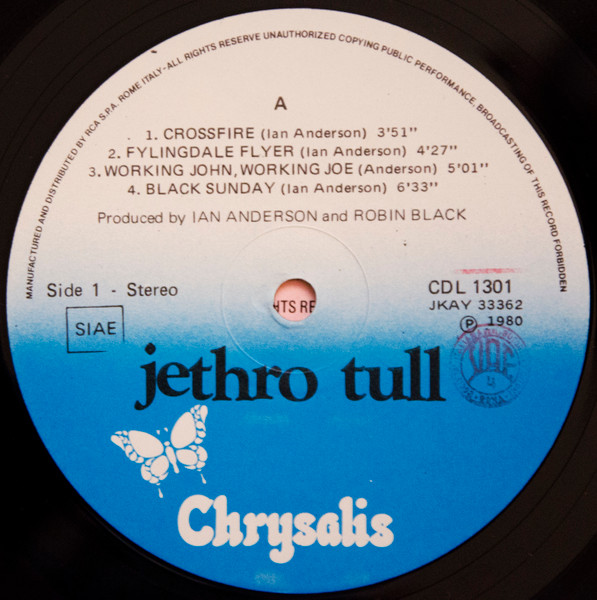 MANUFACTURED AND DISTRIBUTED BY RCA S.P.A. ROME ITALY - ALL RIGHTS RESERVE UNAUTHORIZED COPYING PUBLIC PERFORMANCE, BROADCASTING OF THIS RECORD FORBIDDEN
A
1. CROSSFIRE (Ian Anderson) 3'51"
2. FYLINGDALE FLYER (Ian Anderson) 4'27"
3. WORKING JOHN, WORKING JOE (Anderson) 5'01"
4. BLACK SUNDAY (Ian Anderson) 6'33"
Produced by IAN ANDERSON and ROBIN BLACK
Side 1 - Stereo
CDL 1301
HTS RE
JKAY 33362
SIAE
Ⓟ 1980
jethro tull
Chrysalis